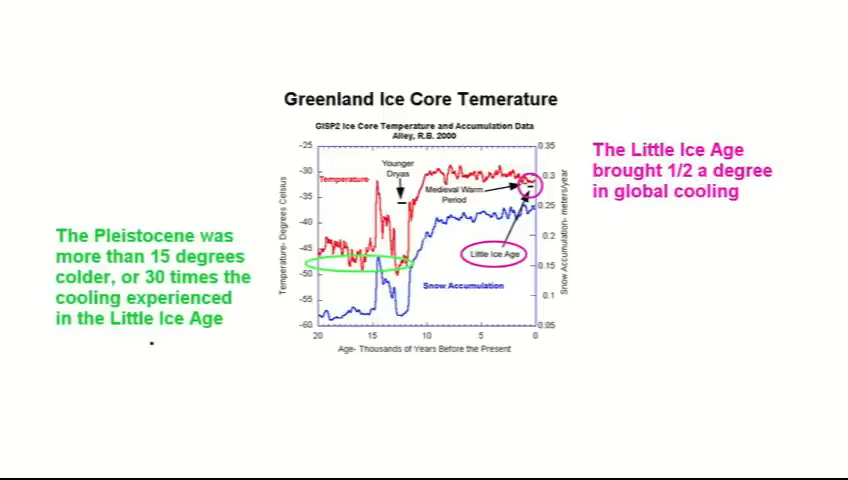 Greenland Ice Core Temerature
GISP2 Ice Core Temperature and Accumulation Data
Alley, R.B. 2000
The Little Ice Age
brought 1/2 a degree
in global cooling
The Pleistocene was
more than 15 degrees
colder, or 30 times the
cooling experienced
in the Little Ice Age
Temperature- Degrees Celsius
-25
-30
-35
-40
-45
-50
-55
-60
Temperature
Younger
Dryas
Medieval Warm
Period
Little Ice Age
Snow Accumulation
0.35
0.3
0.25
0.2
0.15
0.1
0.05
Snow Accumulation- meters/year
20
15
10
5
0
Age- Thousands of Years Before the Present